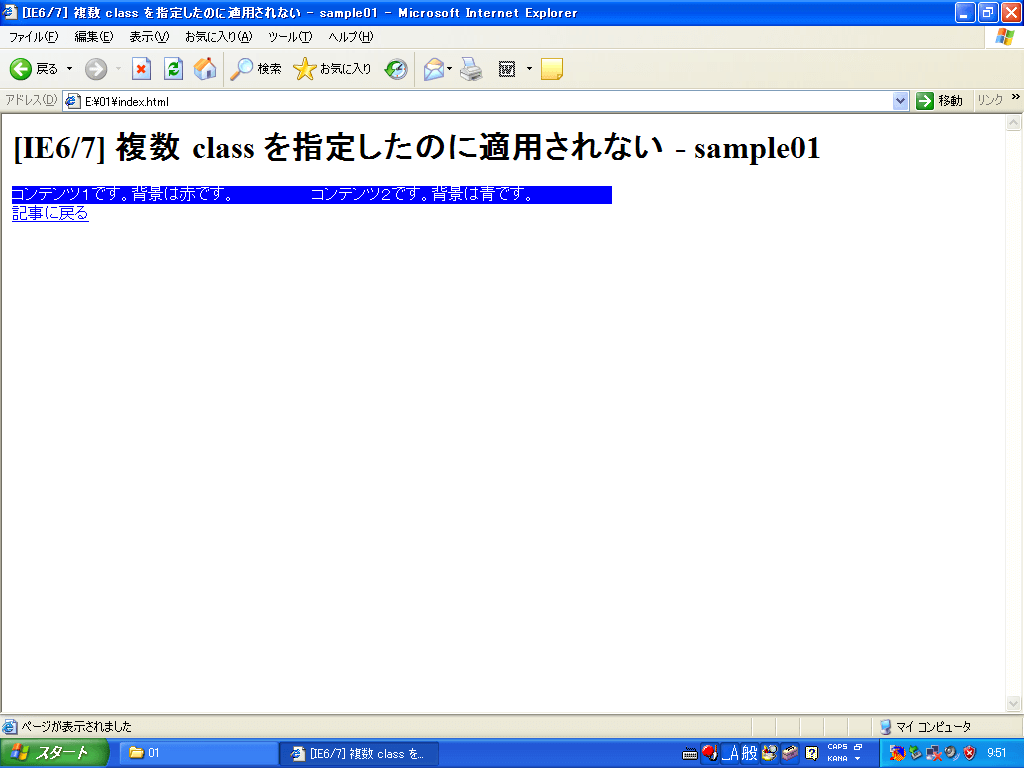 [IE6/7] 複数 class を指定したのに適用されない - sample01 - Microsoft Internet Explorer
ファイル(F) 編集(E) 表示(V) お気に入り(A) ツール(T) ヘルプ(H)
戻る 検索 お気に入り
アドレス(D) E:¥01¥index.html 移動 リンク »
[IE6/7] 複数 class を指定したのに適用されない - sample01
コンテンツ1です。背景は赤です。 コンテンツ2です。背景は青です。
記事に戻る
ページが表示されました マイ コンピュータ
スタート 01 [IE6/7] 複数 class を... _A 般 CAPS KANA 9:51